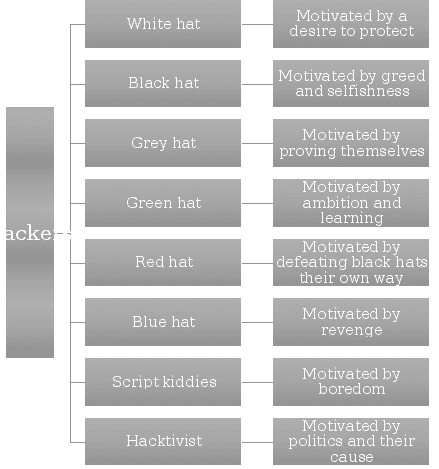 White hat
Motivated by a
desire to protect
Black hat
Motivated by greed
and selfishness
Grey hat
Motivated by
proving themselves
Green hat
Motivated by
ambition and
learning
ackers
Red hat
Motivated by
defeating black hats
their own way
Blue hat
Motivated by
revenge
Script kiddies
Motivated by
boredom
Hacktivist
Motivated by
politics and their
cause